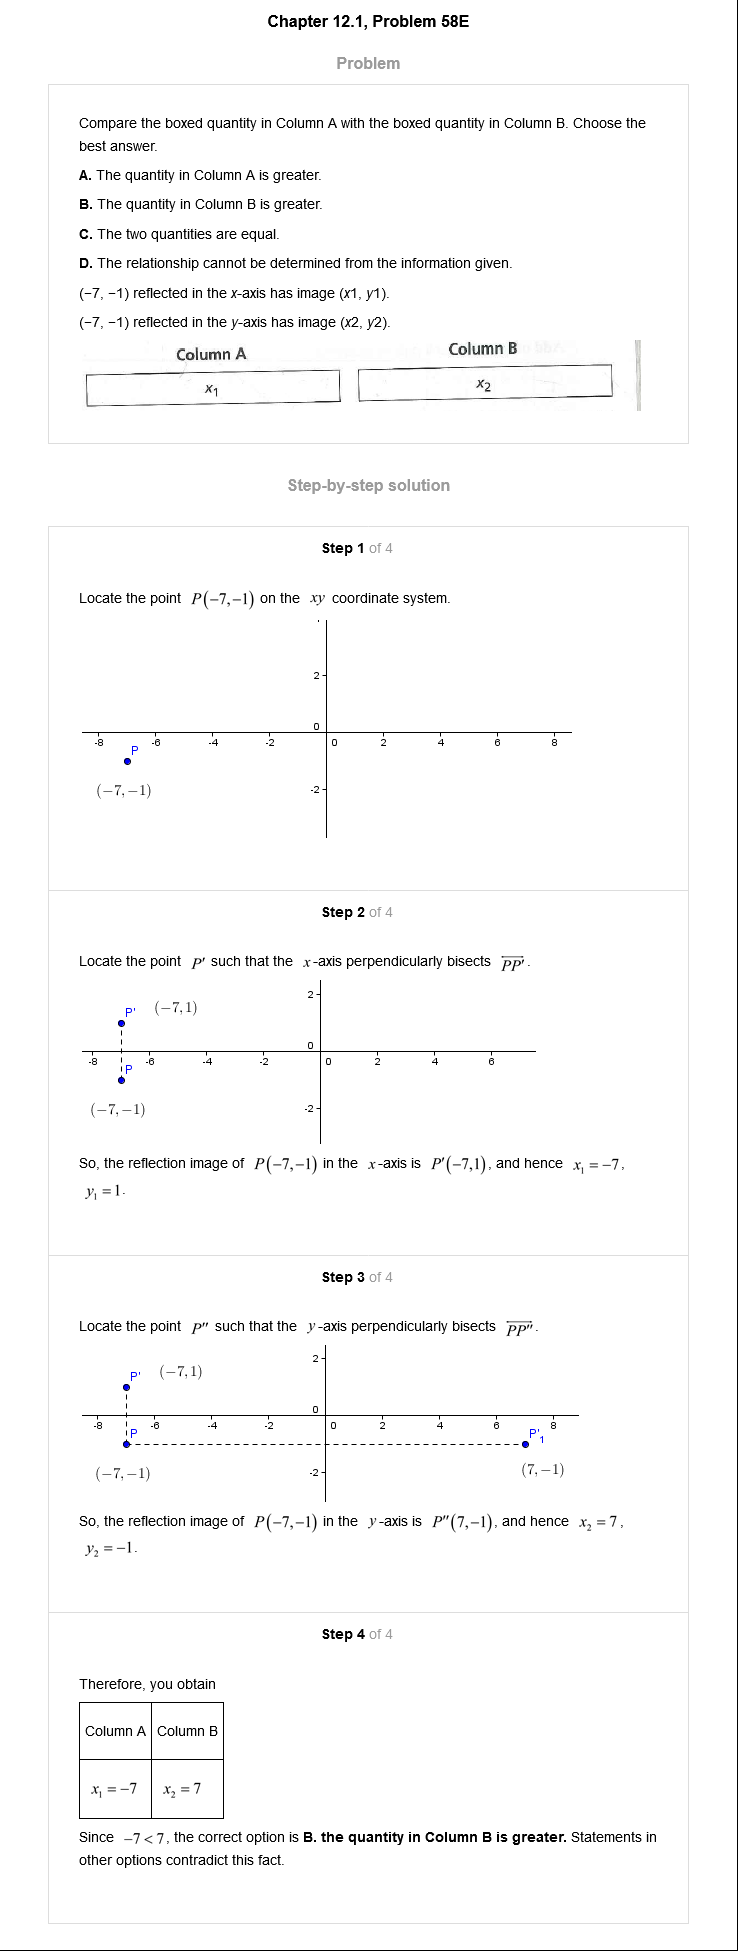 Chapter 12.1, Problem 58E
Problem
Compare the boxed quantity in Column A with the boxed quantity in Column B. Choose the
best answer.
A. The quantity in Column A is greater.
B. The quantity in Column B is greater.
C. The two quantities are equal.
D. The relationship cannot be determined from the information given.
(−7, −1) reflected in the x-axis has image (x1, y1).
(−7, −1) reflected in the y-axis has image (x2, y2).
Column A Column B
x₁ x₂
Step-by-step solution
Step 1 of 4
Locate the point P(−7,−1) on the xy coordinate system.
2
0
-8 -6 -4 -2 0 2 4 6 8
P
(−7,−1) -2
Step 2 of 4
Locate the point P′ such that the x-axis perpendicularly bisects PP′.
2
P' (−7,1)
0
-8 -6 -4 -2 0 2 4 6
P
(−7,−1) -2
So, the reflection image of P(−7,−1) in the x-axis is P′(−7,1), and hence x₁ = −7,
y₁ = 1.
Step 3 of 4
Locate the point P″ such that the y-axis perpendicularly bisects PP″.
2
P' (−7,1)
0
-8 -6 -4 -2 0 2 4 6 8
P P'₁
(−7,−1) -2 (7,−1)
So, the reflection image of P(−7,−1) in the y-axis is P″(7,−1), and hence x₂ = 7,
y₂ = −1.
Step 4 of 4
Therefore, you obtain
Column A Column B
x₁ = −7 x₂ = 7
Since −7 < 7, the correct option is B. the quantity in Column B is greater. Statements in
other options contradict this fact.